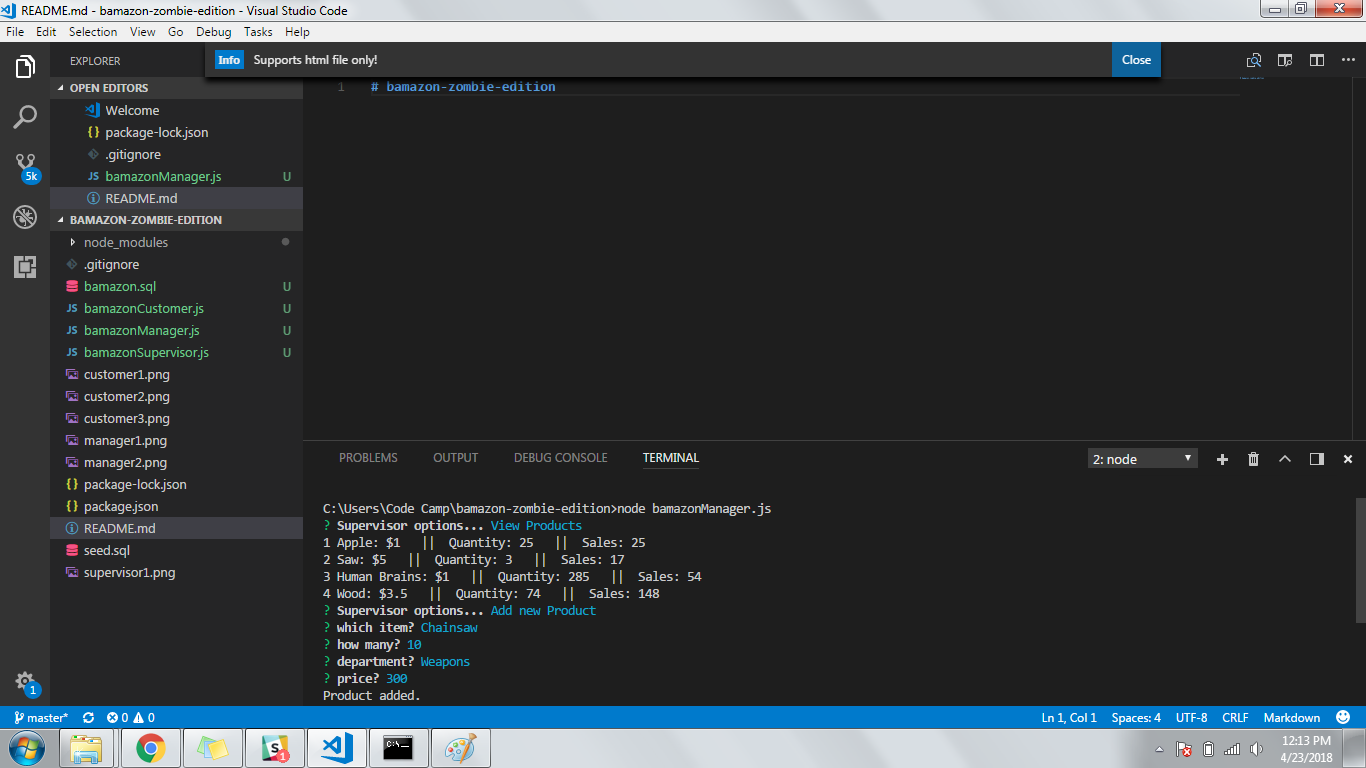 README.md - bamazon-zombie-edition - Visual Studio Code
File Edit Selection View Go Debug Tasks Help
EXPLORER
Info Supports html file only! Close
OPEN EDITORS
Welcome
{} package-lock.json
.gitignore
JS bamazonManager.js U
README.md
1 # bamazon-zombie-edition
5k
BAMAZON-ZOMBIE-EDITION
node_modules
.gitignore
bamazon.sql U
JS bamazonCustomer.js U
JS bamazonManager.js U
JS bamazonSupervisor.js U
customer1.png
customer2.png
customer3.png
manager1.png
manager2.png
{} package-lock.json
{} package.json
README.md
seed.sql
supervisor1.png
PROBLEMS OUTPUT DEBUG CONSOLE TERMINAL 2: node
C:\Users\Code Camp\bamazon-zombie-edition>node bamazonManager.js
? Supervisor options... View Products
1 Apple: $1 || Quantity: 25 || Sales: 25
2 Saw: $5 || Quantity: 3 || Sales: 17
3 Human Brains: $1 || Quantity: 285 || Sales: 54
4 Wood: $3.5 || Quantity: 74 || Sales: 148
? Supervisor options... Add new Product
? which item? Chainsaw
? how many? 10
? department? Weapons
? price? 300
Product added.
1
master* 0 0 Ln 1, Col 1 Spaces: 4 UTF-8 CRLF Markdown
S 1
C:\
12:13 PM
4/23/2018